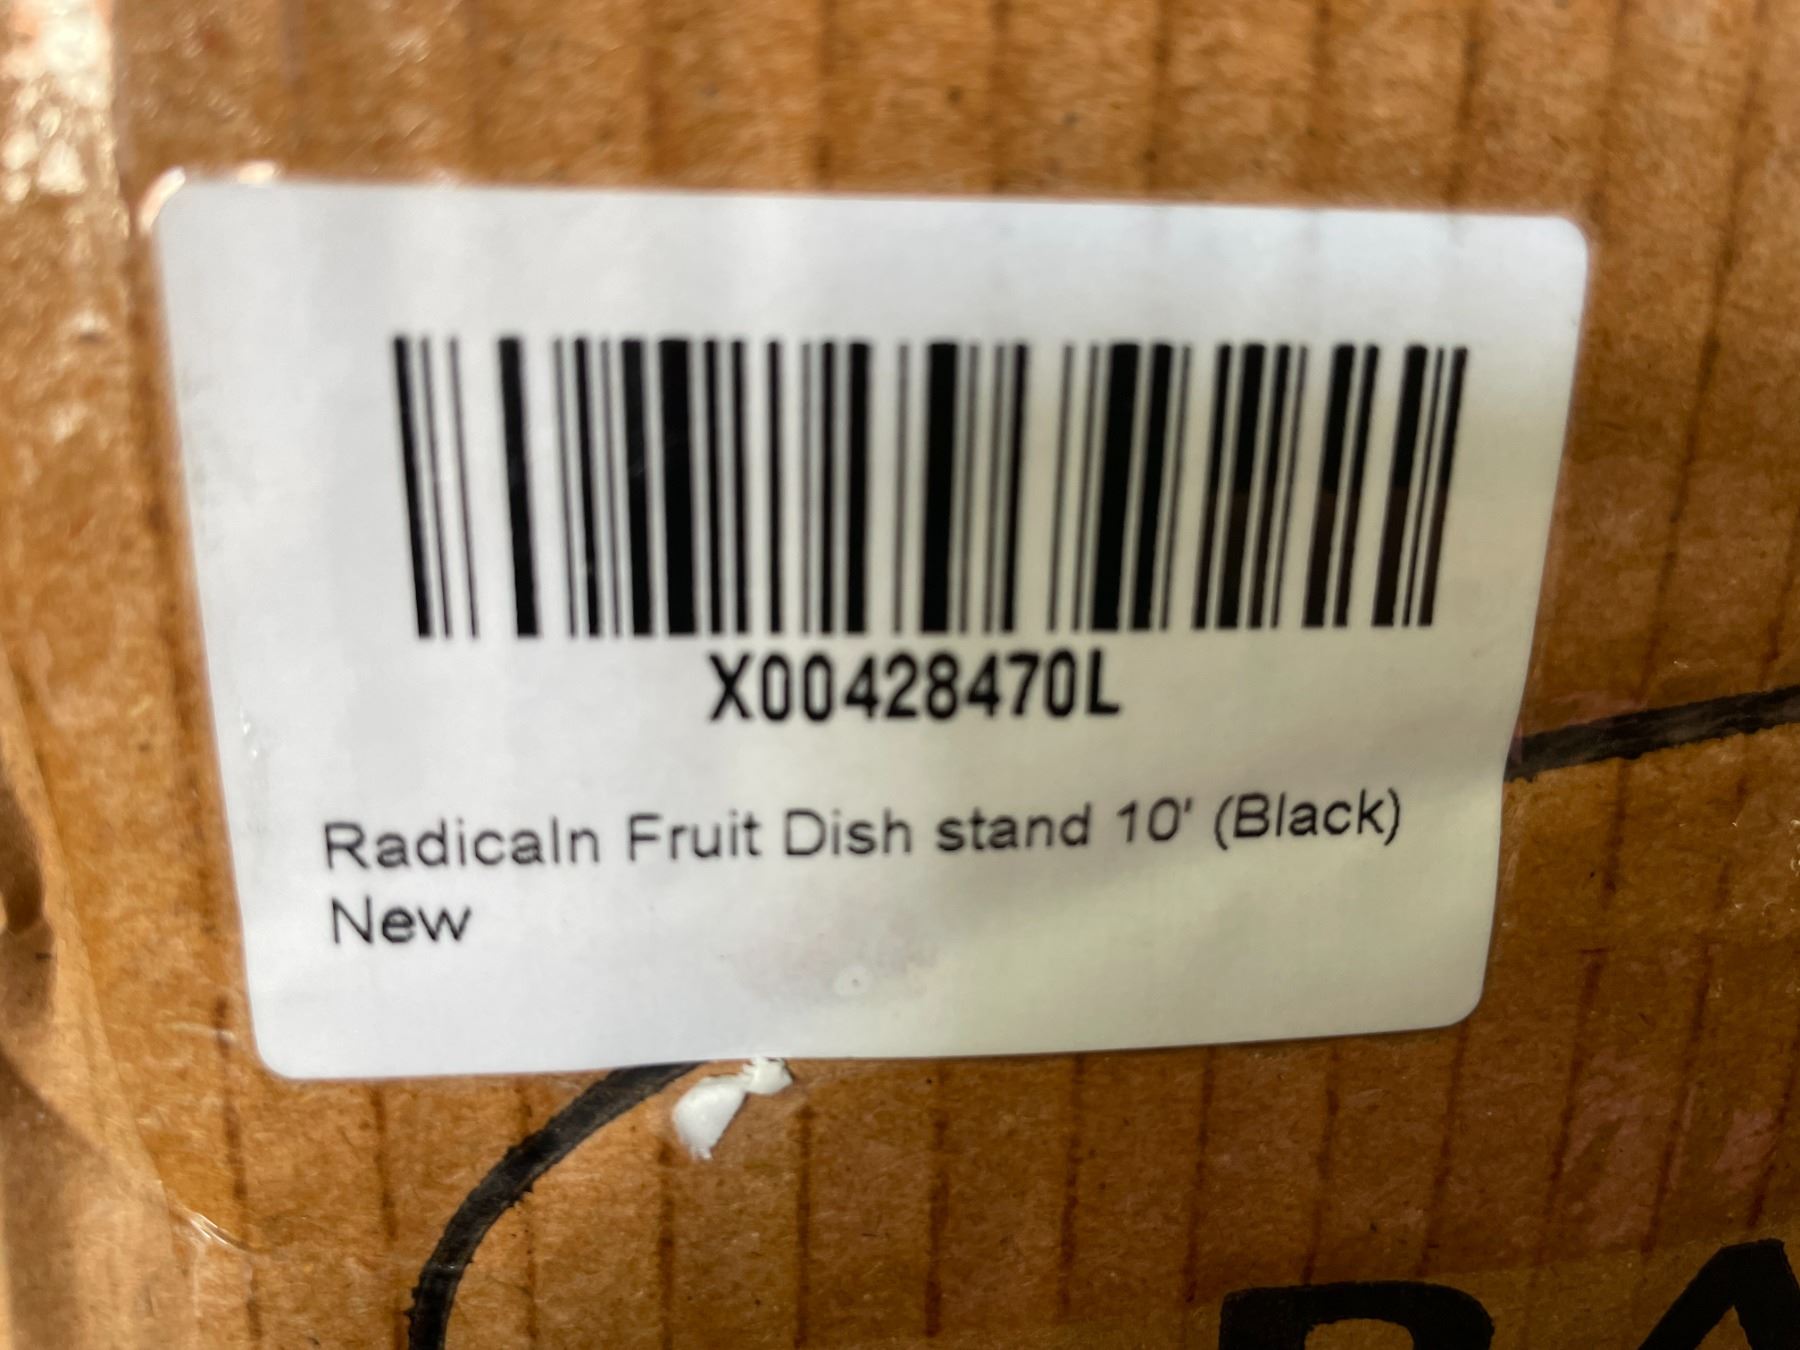 X00428470L
Radicaln Fruit Dish stand 10' (Black)
New